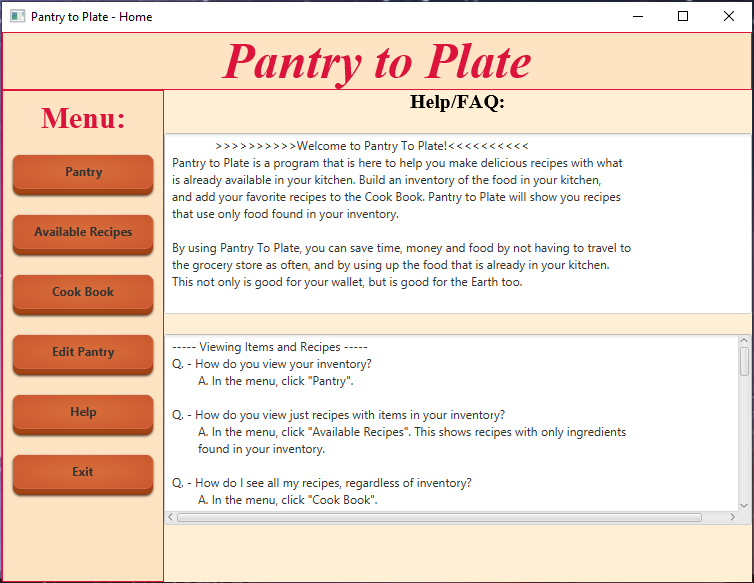 Pantry to Plate - Home
Pantry to Plate
Menu:
Pantry
Available Recipes
Cook Book
Edit Pantry
Help
Exit
Help/FAQ:
>>>>>>>>>>Welcome to Pantry To Plate!<<<<<<<<<<
Pantry to Plate is a program that is here to help you make delicious recipes with what
is already available in your kitchen. Build an inventory of the food in your kitchen,
and add your favorite recipes to the Cook Book. Pantry to Plate will show you recipes
that use only food found in your inventory.
By using Pantry To Plate, you can save time, money and food by not having to travel to
the grocery store as often, and by using up the food that is already in your kitchen.
This not only is good for your wallet, but is good for the Earth too.
----- Viewing Items and Recipes -----
Q. - How do you view your inventory?
A. In the menu, click "Pantry".
Q. - How do you view just recipes with items in your inventory?
A. In the menu, click "Available Recipes". This shows recipes with only ingredients
found in your inventory.
Q. - How do I see all my recipes, regardless of inventory?
A. In the menu, click "Cook Book".